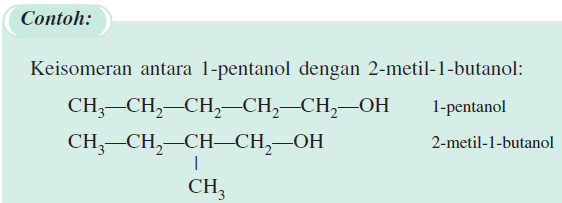 Contoh:
Keisomeran antara 1-pentanol dengan 2-metil-1-butanol:
CH₃—CH₂—CH₂—CH₂—CH₂—OH 1-pentanol
CH₃—CH₂—CH—CH₂—OH 2-metil-1-butanol
|
CH₃